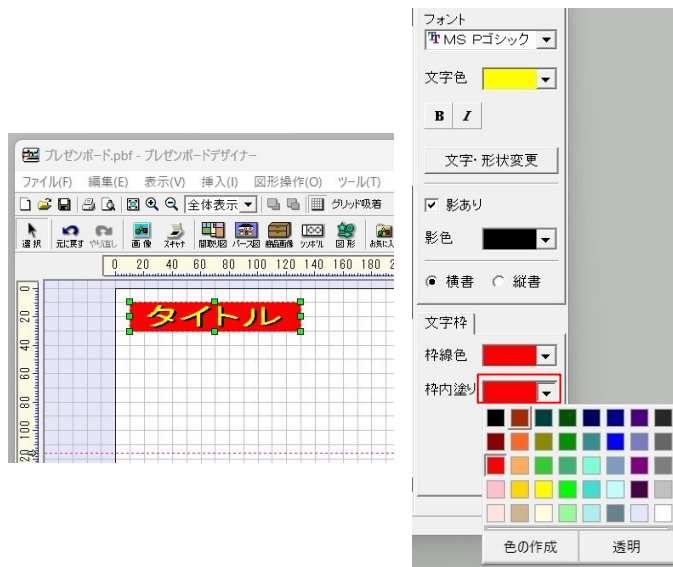 プレゼンボード.pbf - プレゼンボードデザイナー
ファイル(F) 編集(E) 表示(V) 挿入(I) 図形操作(O) ツール(T)
全体表示 グリッド吸着
選択 元に戻す やり直し 画像 スキャナ 間取り図 パース図 商品画像 シンボル 図形
0 20 40 60 80 100 120 140 160 180
0
20
40
60
80
100
タイトル
フォント
MS Pゴシック
文字色
B I
文字・形状変更
影あり
影色
横書 縦書
文字枠
枠線色
枠内塗り
色の作成 透明